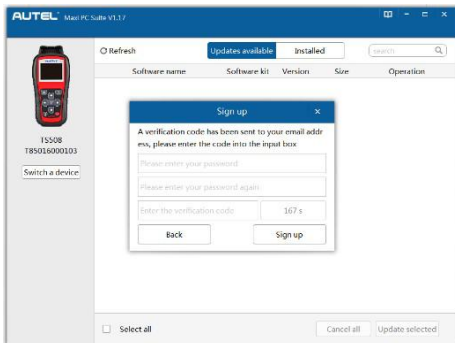 AUTEL Maxi PC Suite V1.17
Refresh
Updates available
Installed
search
Software name Software kit Version Size Operation
TS508
T85016000103
Switch a device
Sign up ×
A verification code has been sent to your email addr
ess, please enter the code into the input box
Please enter your password
Please enter your password again
Enter the verification code 167 s
Back Sign up
Select all Cancel all Update selected